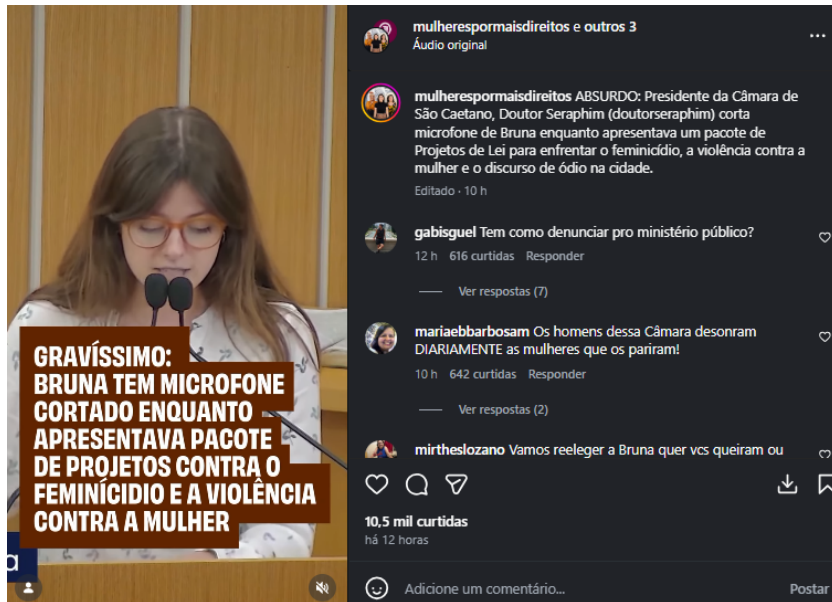 mulherespormaisdireitos e outros 3
Áudio original
mulherespormaisdireitos ABSURDO: Presidente da Câmara de
São Caetano, Doutor Seraphim (doutorseraphim) corta
microfone de Bruna enquanto apresentava um pacote de
Projetos de Lei para enfrentar o feminicídio, a violência contra a
mulher e o discurso de ódio na cidade.
Editado · 10 h
gabisguel Tem como denunciar pro ministério público?
12 h 616 curtidas Responder
Ver respostas (7)
mariaebbarbosam Os homens dessa Câmara desonram
DIARIAMENTE as mulheres que os pariram!
10 h 642 curtidas Responder
Ver respostas (2)
mirtheslozano Vamos reeleger a Bruna quer vcs queiram ou
10,5 mil curtidas
há 12 horas
Adicione um comentário...
Postar
GRAVÍSSIMO:
BRUNA TEM MICROFONE
CORTADO ENQUANTO
APRESENTAVA PACOTE
DE PROJETOS CONTRA O
FEMINÍCIDIO E A VIOLÊNCIA
CONTRA A MULHER
a